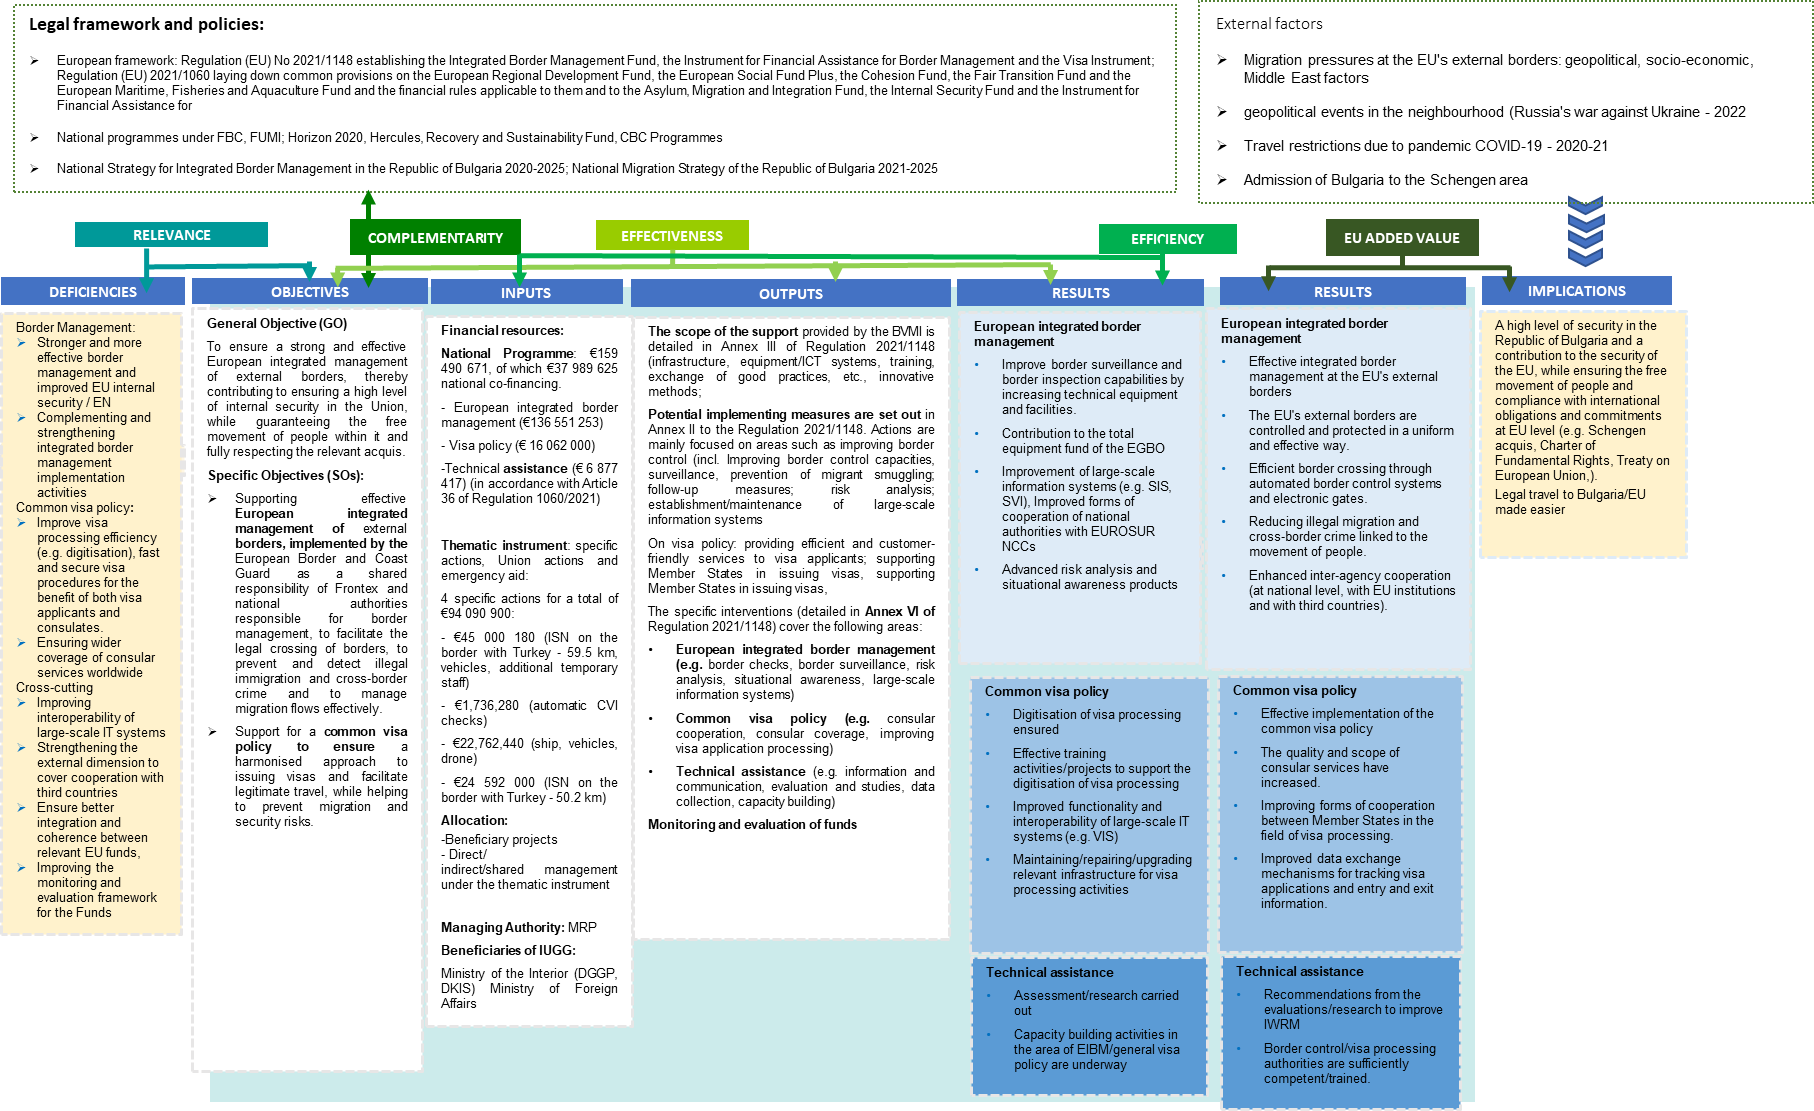 Legal framework and policies:
European framework: Regulation (EU) No 2021/1148 establishing the Integrated Border Management Fund, the Instrument for Financial Assistance for Border Management and the Visa Instrument;
Regulation (EU) 2021/1060 laying down common provisions on the European Regional Development Fund, the European Social Fund Plus, the Cohesion Fund, the Fair Transition Fund and the
European Maritime, Fisheries and Aquaculture Fund and the financial rules applicable to them and to the Asylum, Migration and Integration Fund, the Internal Security Fund and the Instrument for
Financial Assistance for
National programmes under FBC, FUMI; Horizon 2020, Hercules, Recovery and Sustainability Fund, CBC Programmes
National Strategy for Integrated Border Management in the Republic of Bulgaria 2020-2025; National Migration Strategy of the Republic of Bulgaria 2021-2025
External factors
Migration pressures at the EU's external borders: geopolitical, socio-economic,
Middle East factors
geopolitical events in the neighbourhood (Russia's war against Ukraine - 2022
Travel restrictions due to pandemic COVID-19 - 2020-21
Admission of Bulgaria to the Schengen area
RELEVANCE
COMPLEMENTARITY
EFFECTIVENESS
EFFICIENCY
EU ADDED VALUE
DEFICIENCIES
Border Management:
Stronger and more
effective border
management and
improved EU internal
security / EN
Complementing and
strengthening
integrated border
management
implementation
activities
Common visa policy:
Improve visa
processing efficiency
(e.g. digitisation), fast
and secure visa
procedures for the
benefit of both visa
applicants and
consulates.
Ensuring wider
coverage of consular
services worldwide
Cross-cutting
Improving
interoperability of
large-scale IT systems
Strengthening the
external dimension to
cover cooperation with
third countries
Ensure better
integration and
coherence between
relevant EU funds,
Improving the
monitoring and
evaluation framework
for the Funds
OBJECTIVES
General Objective (GO)
To ensure a strong and effective
European integrated management
of external borders, thereby
contributing to ensuring a high level
of internal security in the Union,
while guaranteeing the free
movement of people within it and
fully respecting the relevant acquis.
Specific Objectives (SOs):
Supporting effective
European integrated
management of external
borders, implemented by the
European Border and Coast
Guard as a shared
responsibility of Frontex and
national authorities
responsible for border
management, to facilitate the
legal crossing of borders, to
prevent and detect illegal
immigration and cross-border
crime and to manage
migration flows effectively.
Support for a common visa
policy to ensure a
harmonised approach to
issuing visas and facilitate
legitimate travel, while helping
to prevent migration and
security risks.
INPUTS
Financial resources:
National Programme: €159
490 671, of which €37 989 625
national co-financing.
- European integrated border
management (€136 551 253)
- Visa policy (€ 16 062 000)
-Technical assistance (€ 6 877
417) (in accordance with Article
36 of Regulation 1060/2021)
Thematic instrument: specific
actions, Union actions and
emergency aid:
4 specific actions for a total of
€94 090 900:
- €45 000 180 (ISN on the
border with Turkey - 59.5 km,
vehicles, additional temporary
staff)
- €1,736,280 (automatic CVI
checks)
- €22,762,440 (ship, vehicles,
drone)
- €24 592 000 (ISN on the
border with Turkey - 50.2 km)
Allocation:
-Beneficiary projects
- Direct/
indirect/shared management
under the thematic instrument
Managing Authority: MRP
Beneficiaries of IUGG:
Ministry of the Interior (DGGP,
DKIS) Ministry of Foreign
Affairs
OUTPUTS
The scope of the support provided by the BVMI is
detailed in Annex III of Regulation 2021/1148
(infrastructure, equipment/ICT systems, training,
exchange of good practices, etc., innovative
methods;
Potential implementing measures are set out in
Annex II to the Regulation 2021/1148. Actions are
mainly focused on areas such as improving border
control (incl. Improving border control capacities,
surveillance, prevention of migrant smuggling;
follow-up measures; risk analysis;
establishment/maintenance of large-scale
information systems
On visa policy: providing efficient and customer-
friendly services to visa applicants; supporting
Member States in issuing visas, supporting
Member States in issuing visas,
The specific interventions (detailed in Annex VI of
Regulation 2021/1148) cover the following areas:
European integrated border management
(e.g. border checks, border surveillance, risk
analysis, situational awareness, large-scale
information systems)
Common visa policy (e.g. consular
cooperation, consular coverage, improving
visa application processing)
Technical assistance (e.g. information and
communication, evaluation and studies, data
collection, capacity building)
Monitoring and evaluation of funds
RESULTS
European integrated border
management
Improve border surveillance and
border inspection capabilities by
increasing technical equipment
and facilities.
Contribution to the total
equipment fund of the EGBO
Improvement of large-scale
information systems (e.g. SIS,
SVI), Improved forms of
cooperation of national
authorities with EUROSUR
NCCs
Advanced risk analysis and
situational awareness products
Common visa policy
Digitisation of visa processing
ensured
Effective training
activities/projects to support the
digitisation of visa processing
Improved functionality and
interoperability of large-scale IT
systems (e.g. VIS)
Maintaining/repairing/upgrading
relevant infrastructure for visa
processing activities
Technical assistance
Assessment/research carried
out
Capacity building activities in
the area of EIBM/general visa
policy are underway
RESULTS
European integrated border
management
Effective integrated border
management at the EU's external
borders
The EU's external borders are
controlled and protected in a uniform
and effective way.
Efficient border crossing through
automated border control systems
and electronic gates.
Reducing illegal migration and
cross-border crime linked to the
movement of people.
Enhanced inter-agency cooperation
(at national level, with EU institutions
and with third countries).
Common visa policy
Effective implementation of the
common visa policy
The quality and scope of
consular services have
increased.
Improving forms of cooperation
between Member States in the
field of visa processing.
Improved data exchange
mechanisms for tracking visa
applications and entry and exit
information.
Technical assistance
Recommendations from the
evaluations/research to improve
IWRM
Border control/visa processing
authorities are sufficiently
competent/trained.
IMPLICATIONS
A high level of security in the
Republic of Bulgaria and a
contribution to the security of
the EU, while ensuring the free
movement of people and
compliance with international
obligations and commitments
at EU level (e.g. Schengen
acquis, Charter of
Fundamental Rights, Treaty on
European Union,).
Legal travel to Bulgaria/EU
made easier